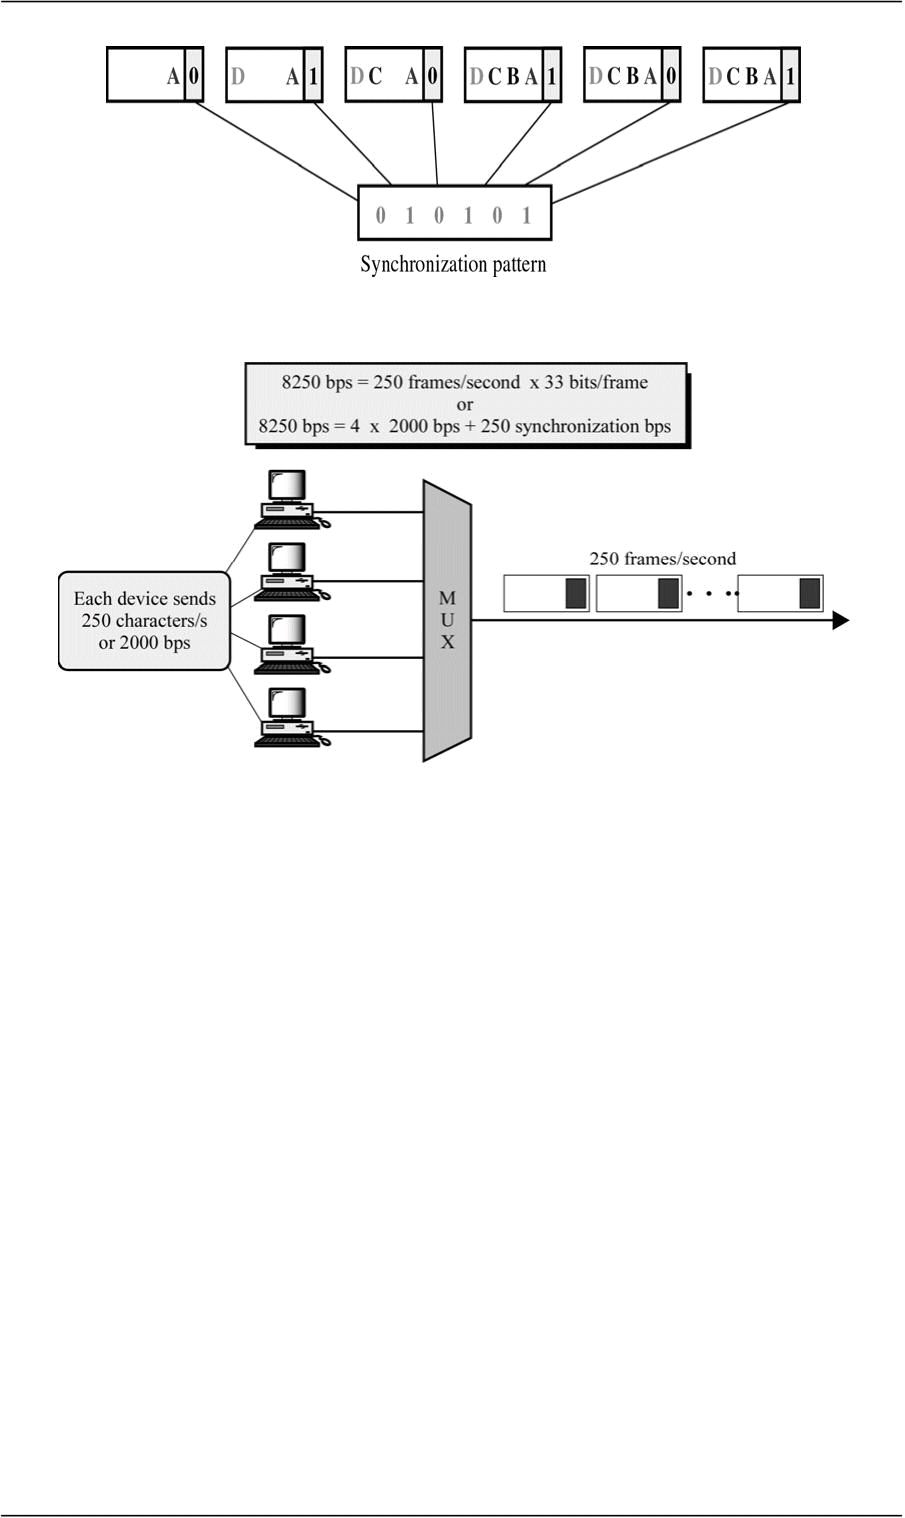 A 0 D A 1 D C A 0 D C B A 1 D C B A 0 D C B A 1
0 1 0 1 0 1
Synchronization pattern
8250 bps = 250 frames/second x 33 bits/frame
or
8250 bps = 4 x 2000 bps + 250 synchronization bps
250 frames/second
Each device sends
250 characters/s
or 2000 bps
M
U
X